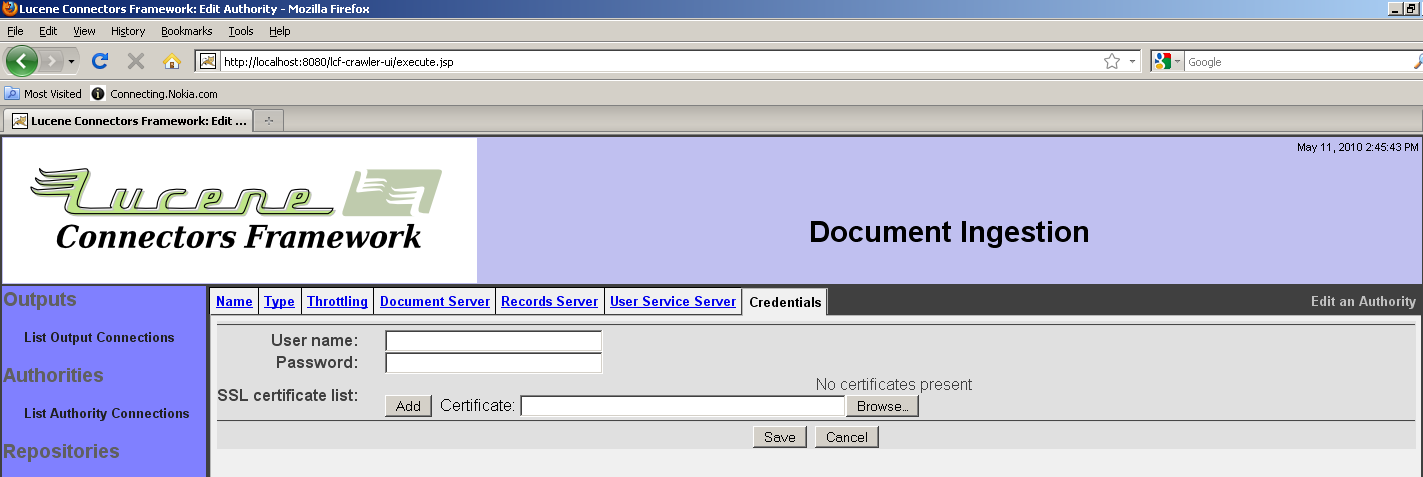 Lucene Connectors Framework: Edit Authority - Mozilla Firefox
File Edit View History Bookmarks Tools Help
http://localhost:8080/lcf-crawler-ui/execute.jsp
Google
Most Visited Connecting.Nokia.com
Lucene Connectors Framework: Edit ...
May 11, 2010 2:45:43 PM
Lucene
Connectors Framework
Document Ingestion
Outputs
List Output Connections
Authorities
List Authority Connections
Repositories
Name Type Throttling Document Server Records Server User Service Server Credentials Edit an Authority
User name:
Password:
SSL certificate list:
No certificates present
Add Certificate: Browse...
Save Cancel